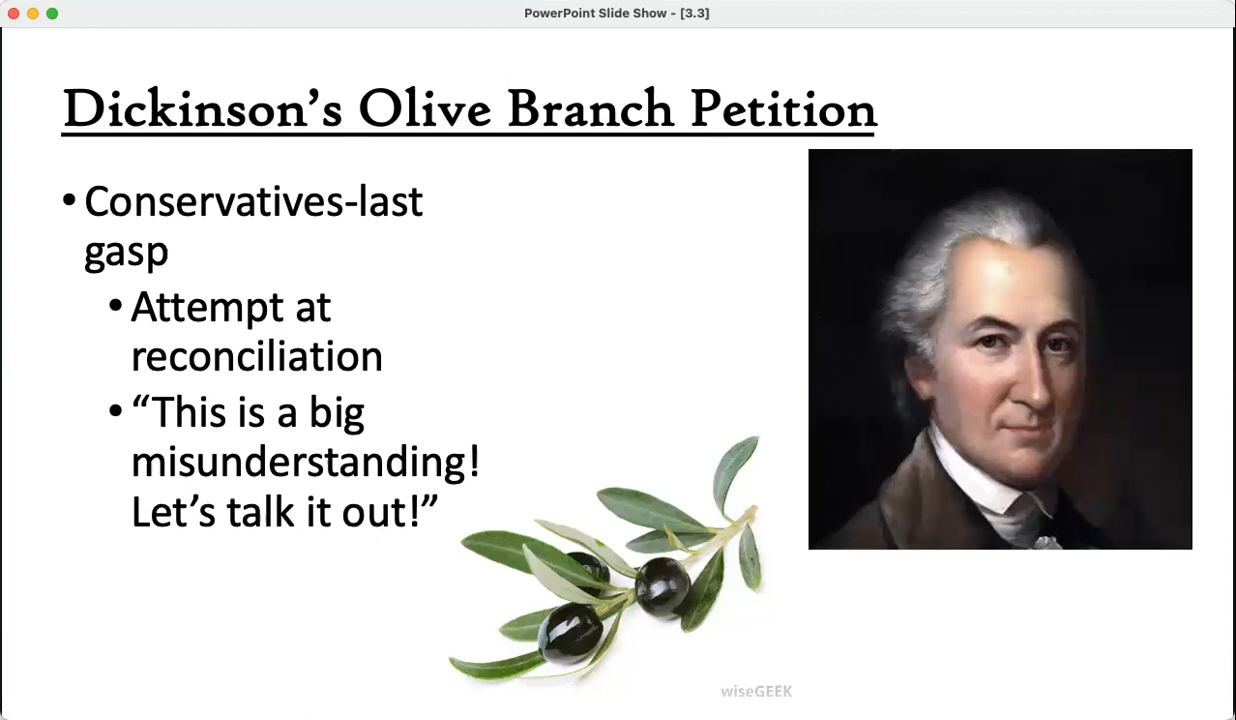 PowerPoint Slide Show - [3.3]
Dickinson’s Olive Branch Petition
• Conservatives-last
gasp
• Attempt at
reconciliation
• “This is a big
misunderstanding!
Let’s talk it out!”
wiseGEEK